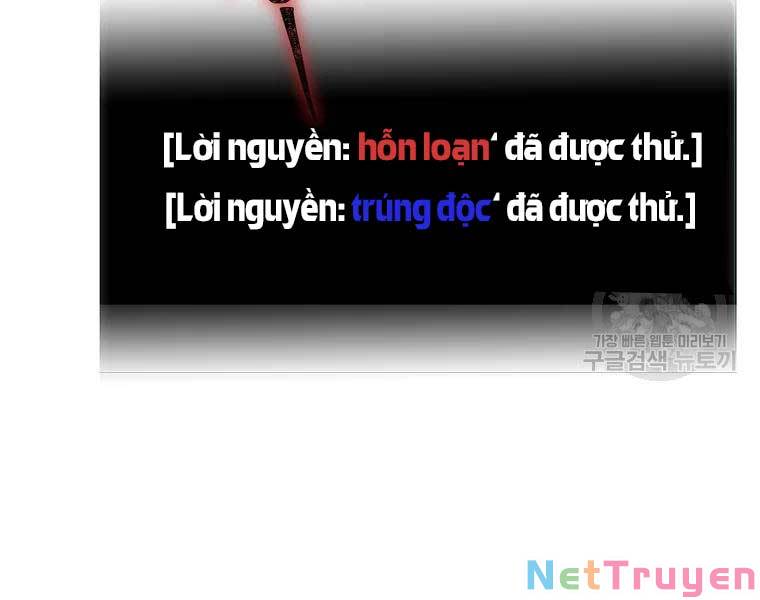 [Lời nguyền: hỗn loạn‘ đã được thử.]
[Lời nguyền: trúng độc‘ đã được thử.]
가장 빠른 웹툰 미리보기
구글검색 뉴토끼
NetTruyen